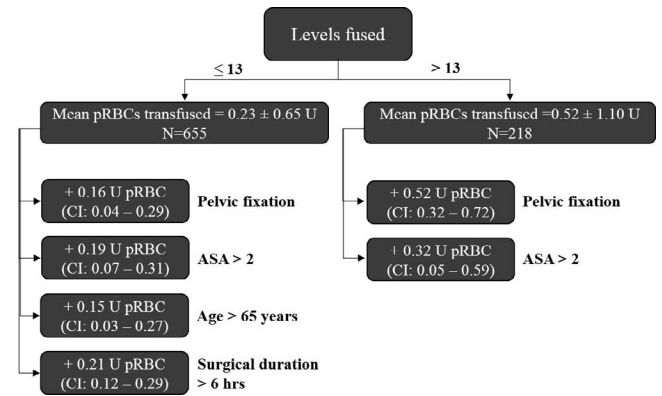 Levels fused
≤ 13
> 13
Mean pRBCs transfused = 0.23 ± 0.65 U
N=655
Mean pRBCs transfused =0.52 ± 1.10 U
N=218
+ 0.16 U pRBC
(CI: 0.04 – 0.29)
Pelvic fixation
+ 0.19 U pRBC
(CI: 0.07 – 0.31)
ASA > 2
+ 0.15 U pRBC
(CI: 0.03 – 0.27)
Age > 65 years
+ 0.21 U pRBC
(CI: 0.12 – 0.29)
Surgical duration
> 6 hrs
+ 0.52 U pRBC
(CI: 0.32 – 0.72)
Pelvic fixation
+ 0.32 U pRBC
(CI: 0.05 – 0.59)
ASA > 2